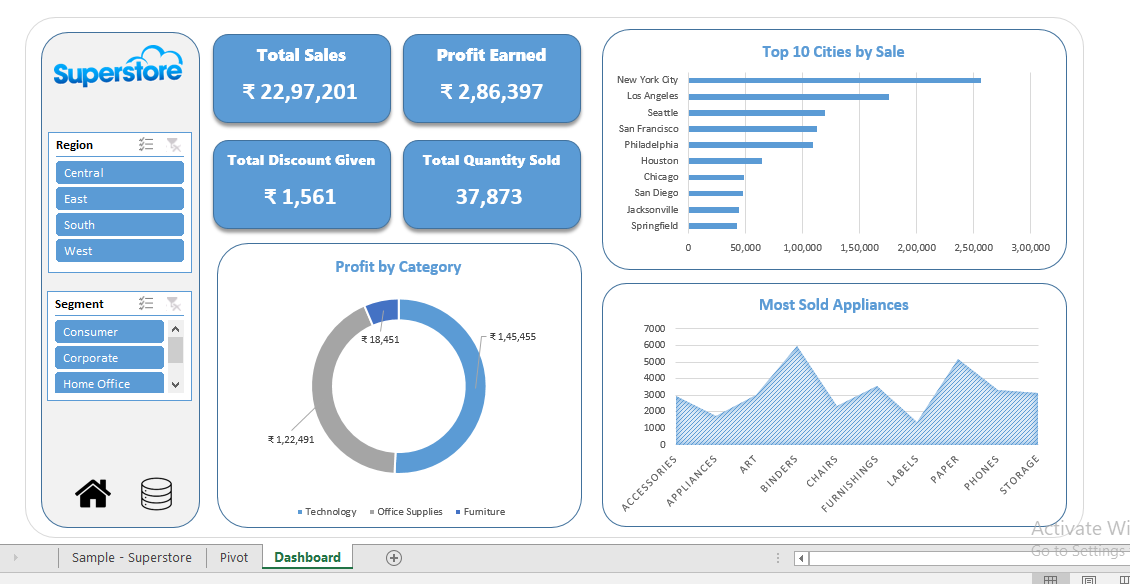 Superstore
Region
Central
East
South
West
Segment
Consumer
Corporate
Home Office
Total Sales
₹ 22,97,201
Profit Earned
₹ 2,86,397
Total Discount Given
₹ 1,561
Total Quantity Sold
37,873
Profit by Category
₹ 18,451
₹ 1,45,455
₹ 1,22,491
Technology Office Supplies Furniture
Top 10 Cities by Sale
New York City
Los Angeles
Seattle
San Francisco
Philadelphia
Houston
Chicago
San Diego
Jacksonville
Springfield
0 50,000 1,00,000 1,50,000 2,00,000 2,50,000 3,00,000
Most Sold Appliances
7000
6000
5000
4000
3000
2000
1000
0
ACCESSORIES
APPLIANCES
ART
BINDERS
CHAIRS
FURNISHINGS
LABELS
PAPER
PHONES
STORAGE
Activate Wi
Go to Settings
Sample - Superstore Pivot Dashboard